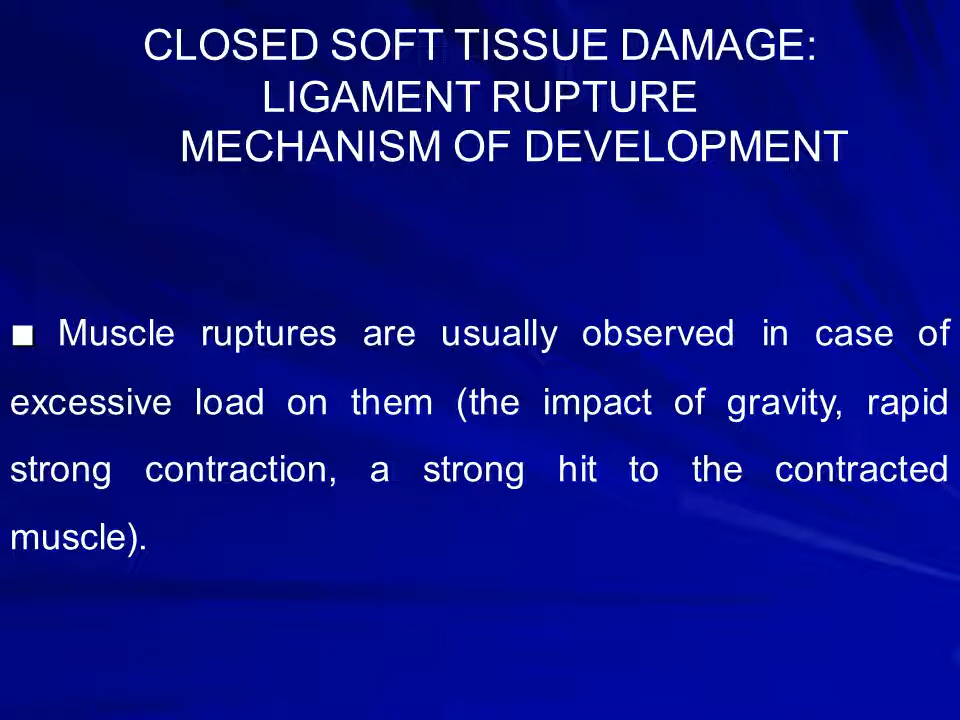 CLOSED SOFT TISSUE DAMAGE:
LIGAMENT RUPTURE
MECHANISM OF DEVELOPMENT
■ Muscle ruptures are usually observed in case of
excessive load on them (the impact of gravity, rapid
strong contraction, a strong hit to the contracted
muscle).